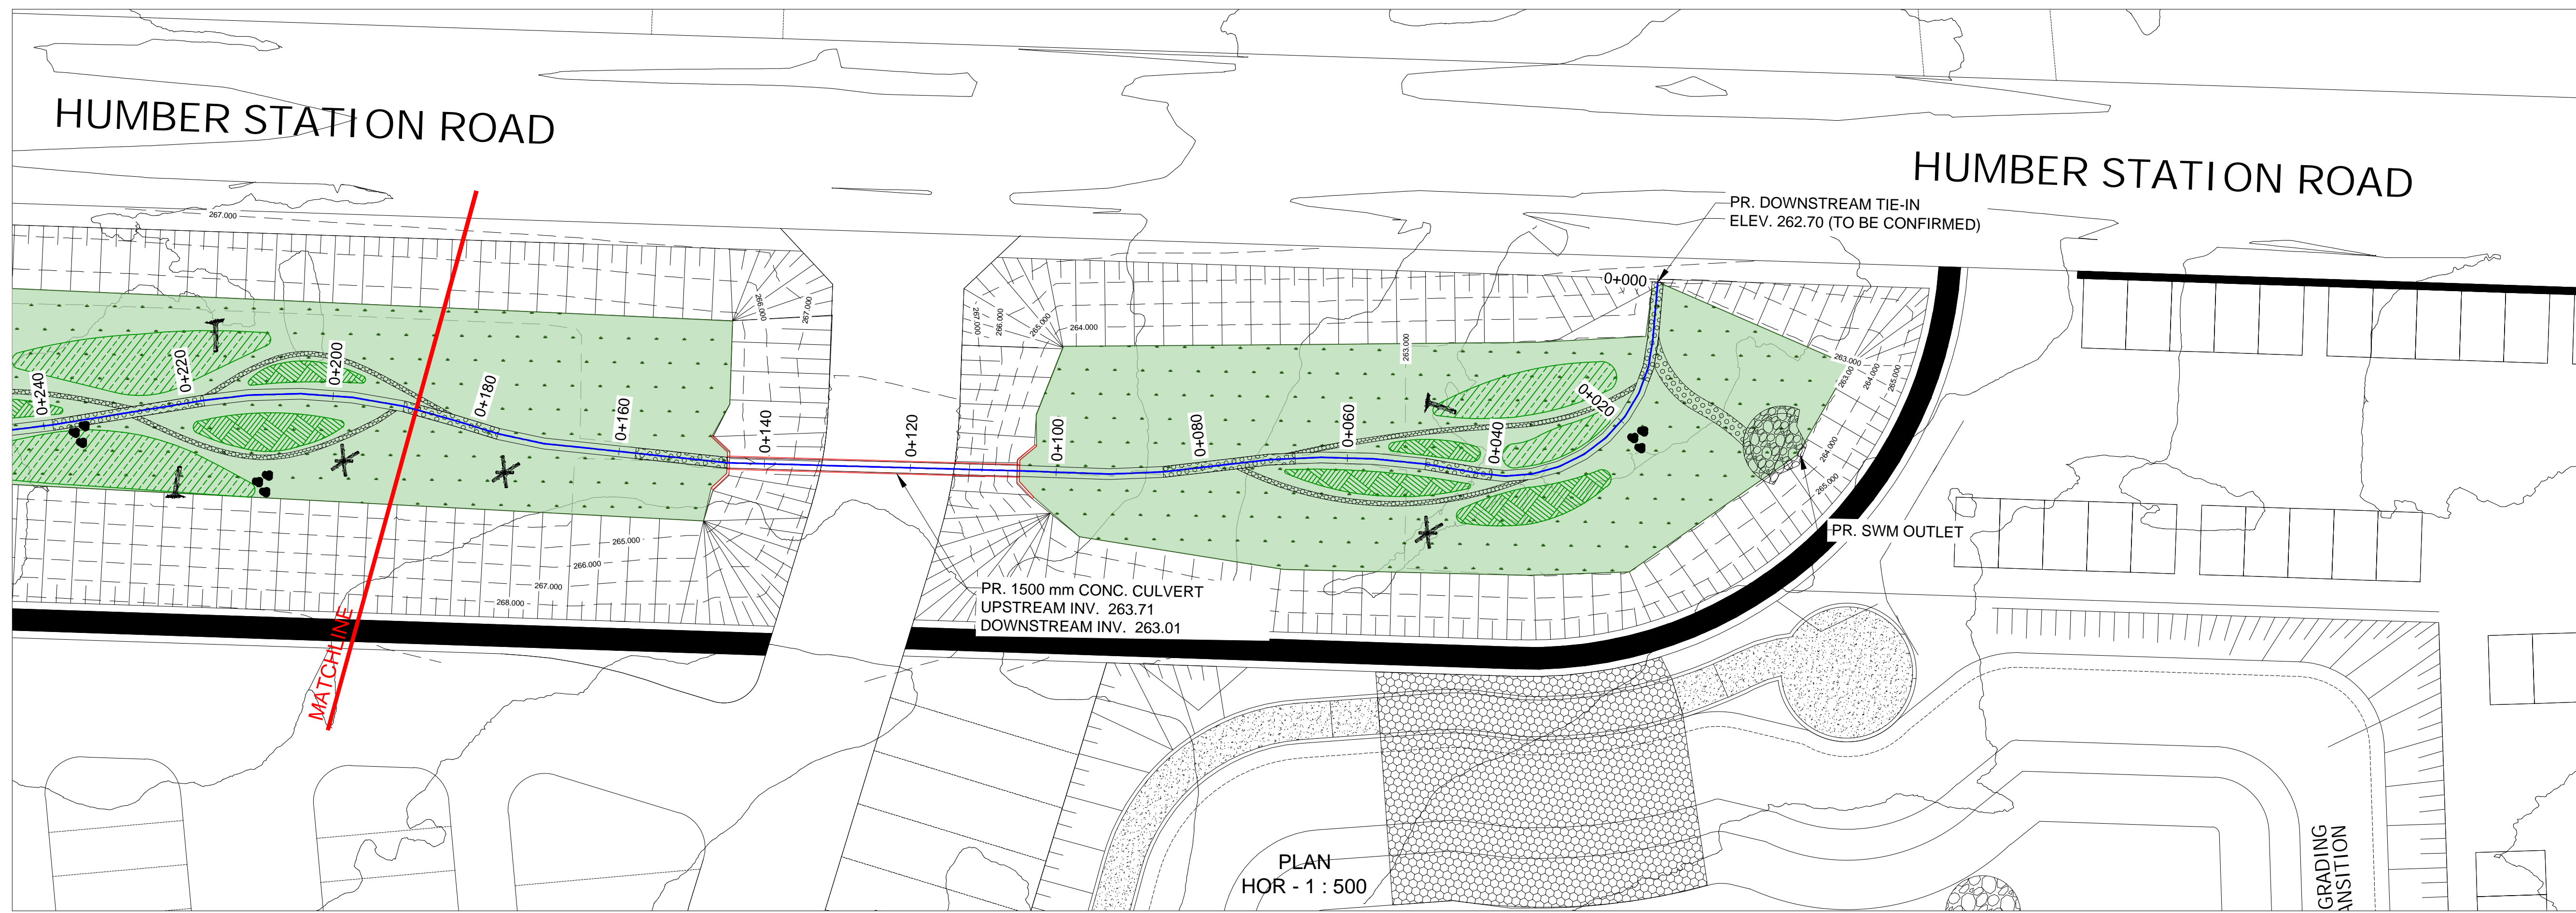 HUMBER STATION ROAD
HUMBER STATION ROAD
PR. DOWNSTREAM TIE-IN
ELEV. 262.70 (TO BE CONFIRMED)
267.000
0+000
266.000
267.000
267.000
266.000
265.000
264.000
263.000
263.000
263.00
264.000
265.000
0+240
0+220
0+200
0+180
0+160
0+140
0+120
0+100
0+080
0+060
0+040
0+020
264.000
265.000
PR. SWM OUTLET
265.000
266.000
267.000
268.000
PR. 1500 mm CONC. CULVERT
UPSTREAM INV. 263.71
DOWNSTREAM INV. 263.01
MATCHLINE
PLAN
HOR - 1 : 500
GRADING
ANSITION